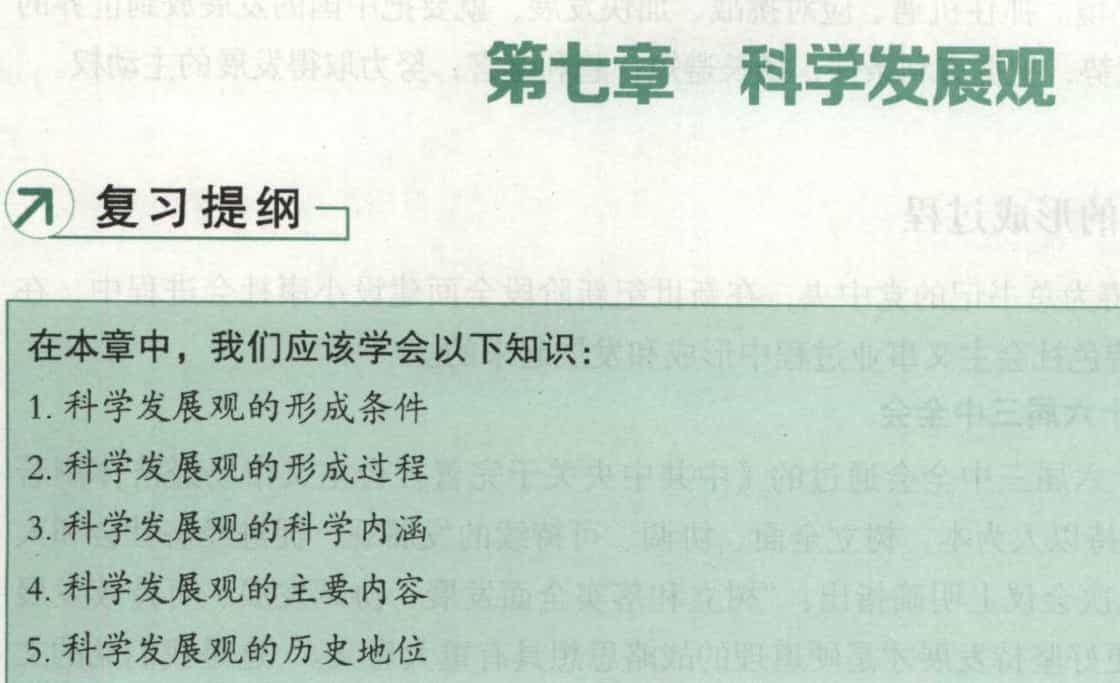 第七章 科学发展观
复习提纲
在本章中，我们应该学会以下知识：
1. 科学发展观的形成条件
2. 科学发展观的形成过程
3. 科学发展观的科学内涵
4. 科学发展观的主要内容
5. 科学发展观的历史地位